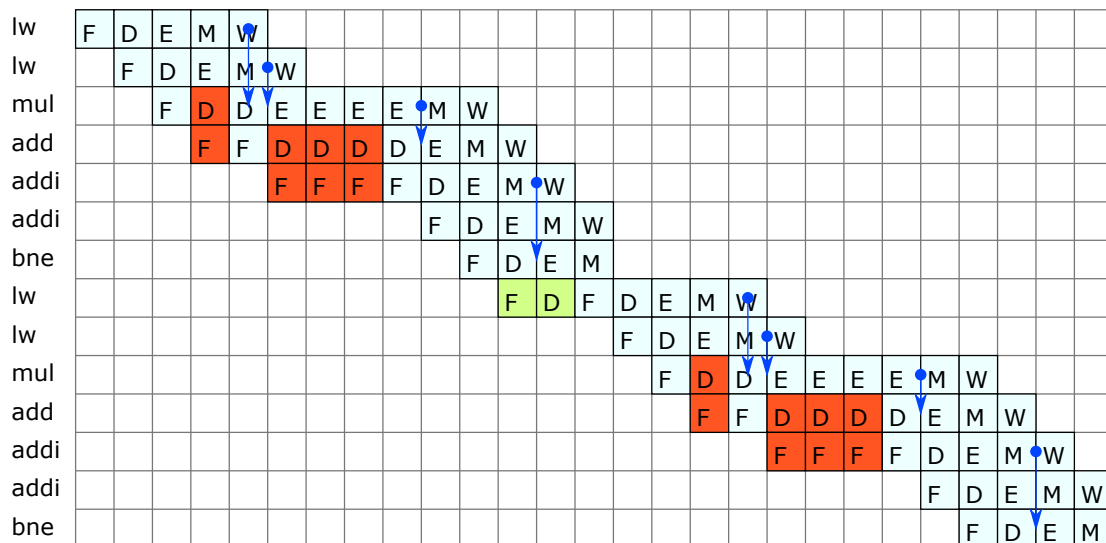 lw F D E M W
lw F D E M W
mul F D D E E E E M W
add F F D D D D E M W
addi F F F F D E M W
addi F D E M W
bne F D E M
lw F D F D E M W
lw F D E M W
mul F D D E E E E M W
add F F D D D D E M W
addi F F F F D E M W
addi F D E M W
bne F D E M